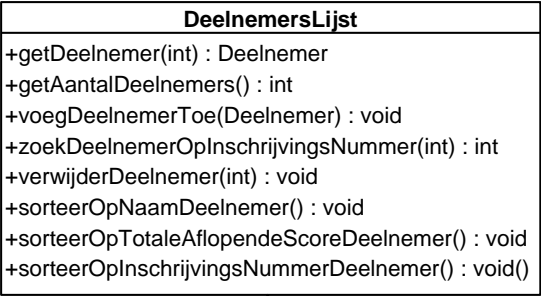 DeelnemersLijst
+getDeelnemer(int) : Deelnemer
+getAantalDeelnemers() : int
+voegDeelnemerToe(Deelnemer) : void
+zoekDeelnemerOpInschrijvingsNummer(int) : int
+verwijderDeelnemer(int) : void
+sorteerOpNaamDeelnemer() : void
+sorteerOpTotaleAflopendeScoreDeelnemer() : void
+sorteerOpInschrijvingsNummerDeelnemer() : void()